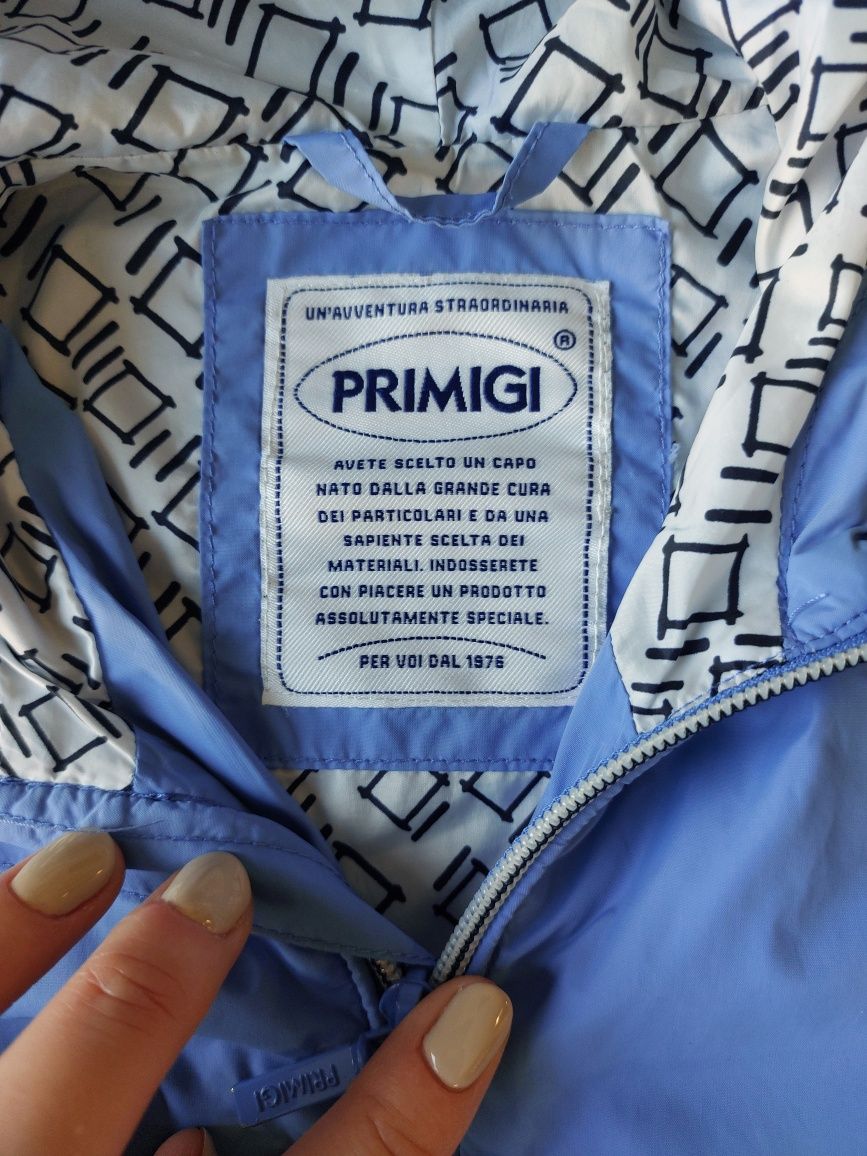 UN'AVVENTURA STRAORDINARIA
®
PRIMIGI
AVETE SCELTO UN CAPO
NATO DALLA GRANDE CURA
DEI PARTICOLARI E DA UNA
SAPIENTE SCELTA DEI
MATERIALI. INDOSSERETE
CON PIACERE UN PRODOTTO
ASSOLUTAMENTE SPECIALE.
PER VOI DAL 1976
PRIMIGI